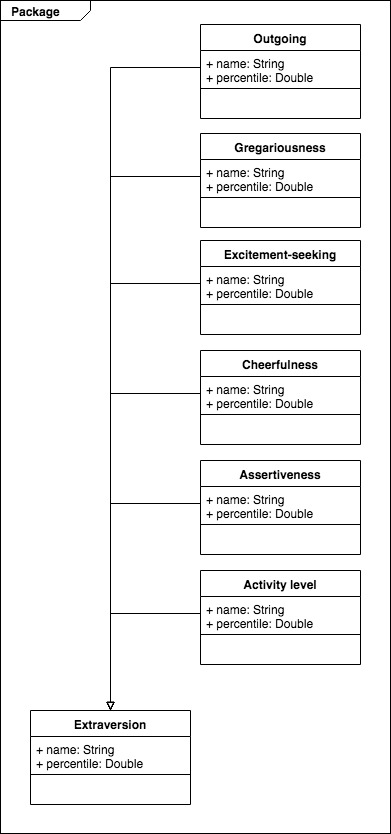 Package
Outgoing
+ name: String
+ percentile: Double
Gregariousness
+ name: String
+ percentile: Double
Excitement-seeking
+ name: String
+ percentile: Double
Cheerfulness
+ name: String
+ percentile: Double
Assertiveness
+ name: String
+ percentile: Double
Activity level
+ name: String
+ percentile: Double
Extraversion
+ name: String
+ percentile: Double